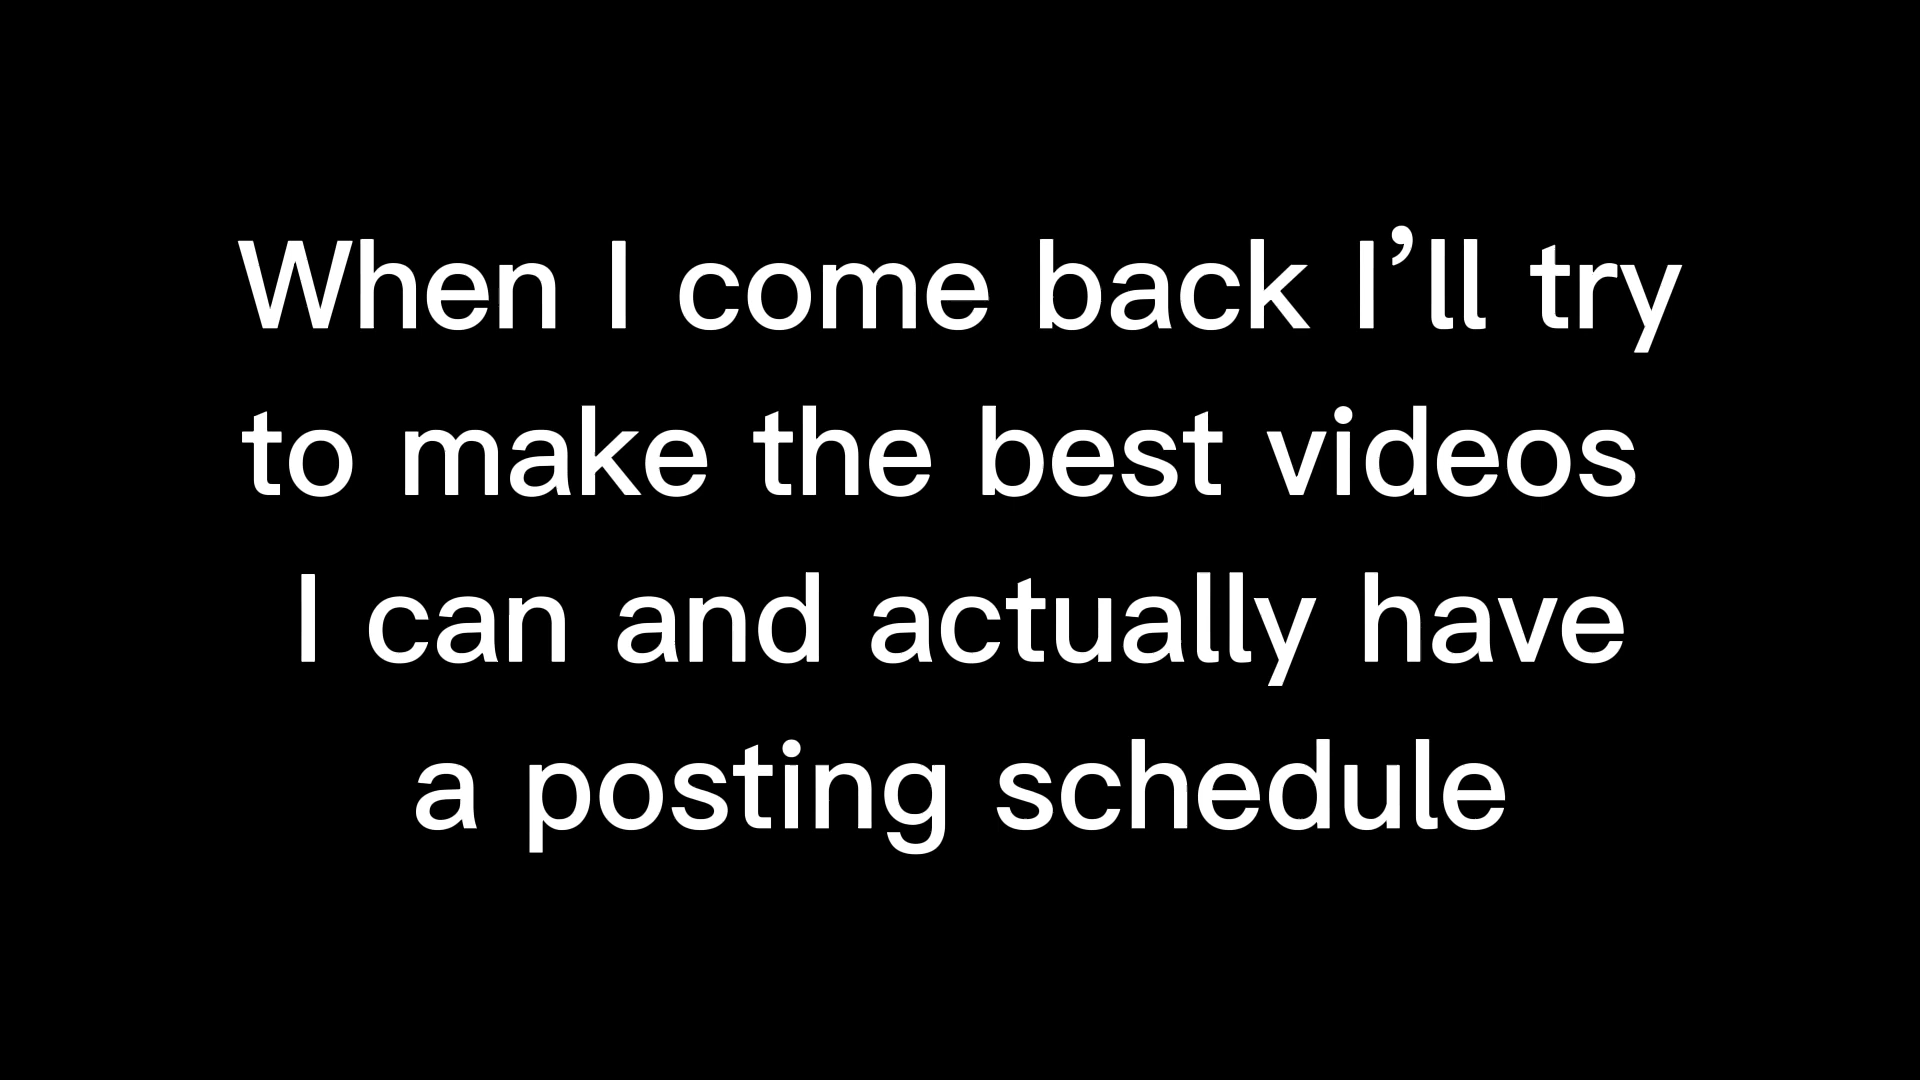 When I come back I’ll try
to make the best videos
I can and actually have
a posting schedule